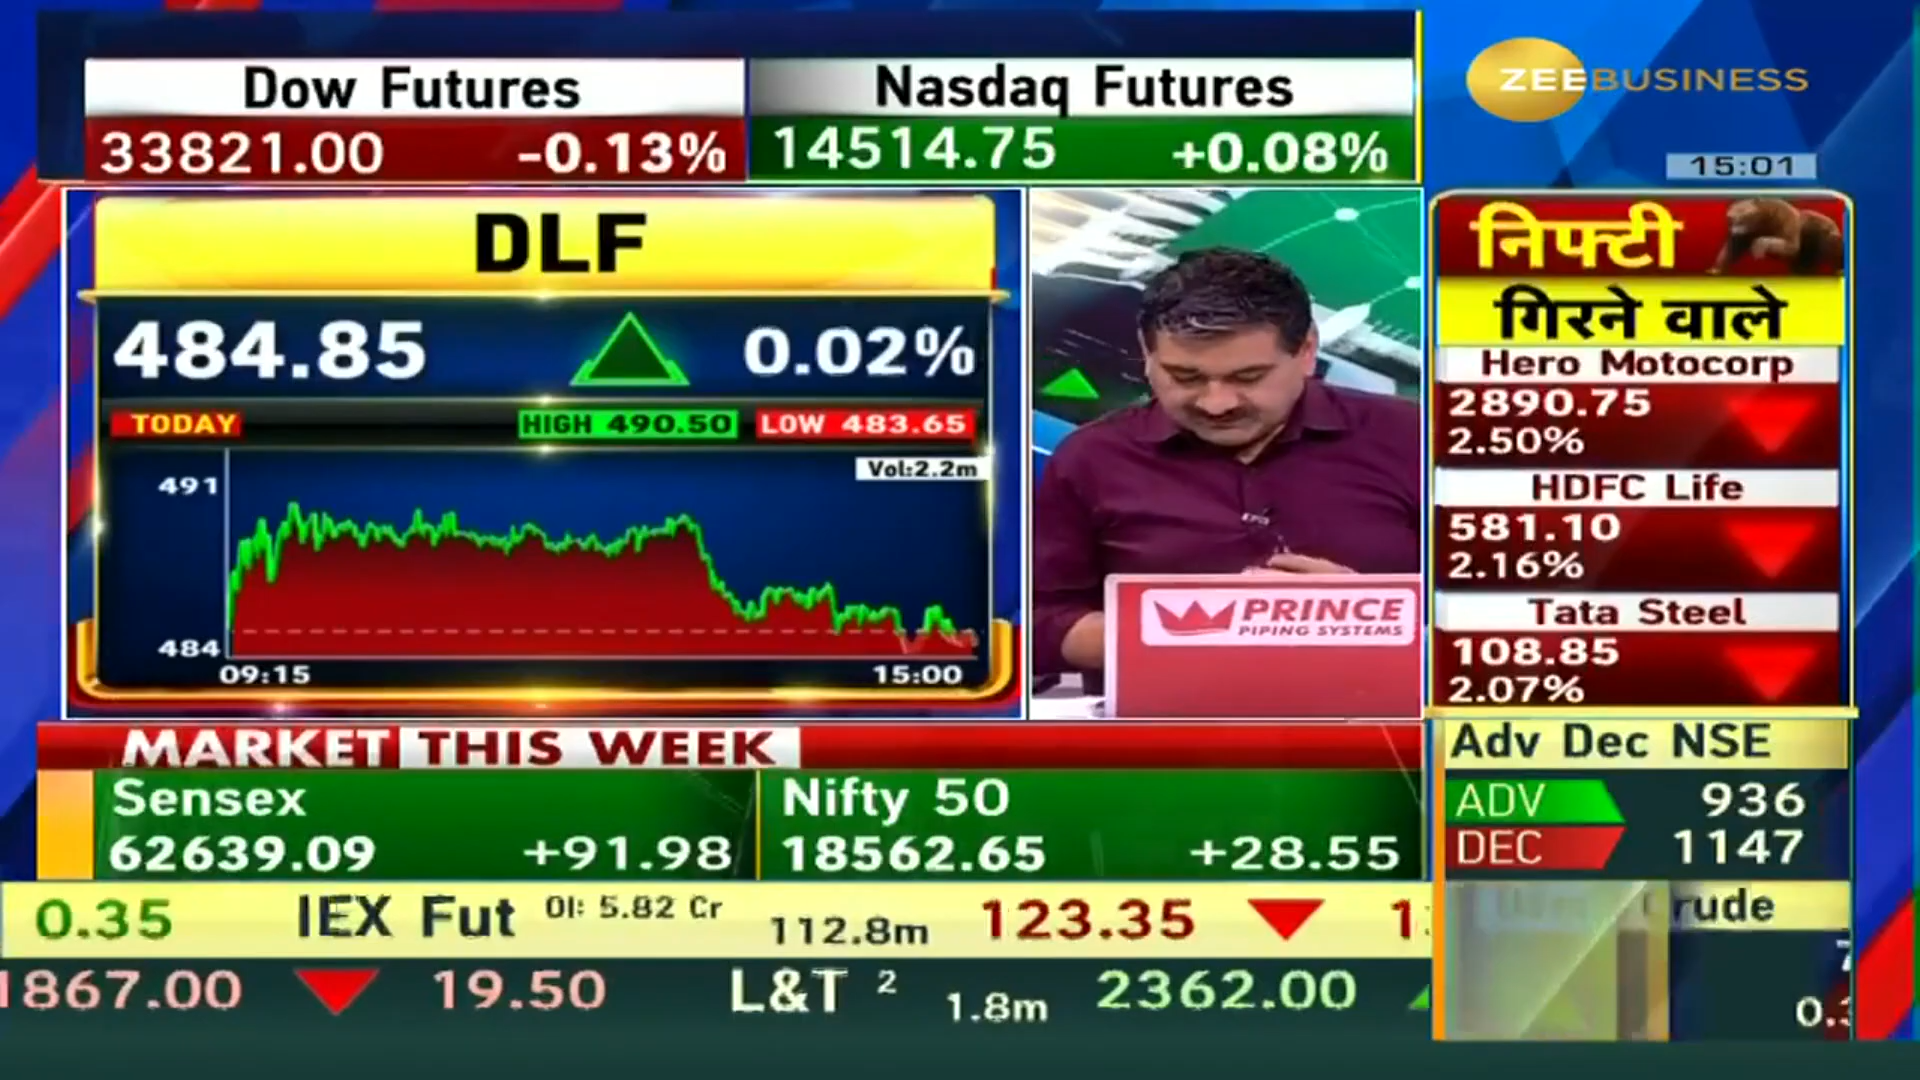 Dow Futures
33821.00 -0.13%
Nasdaq Futures
14514.75 +0.08%
ZEEBUSINESS
15:01
DLF
484.85 0.02%
TODAY HIGH 490.50 LOW 483.65
Vol:2.2m
491
484
09:15 15:00
PRINCE
PIPING SYSTEMS
निफ्टी
गिरने वाले
Hero Motocorp
2890.75
2.50%
HDFC Life
581.10
2.16%
Tata Steel
108.85
2.07%
MARKET THIS WEEK
Sensex
62639.09 +91.98
Nifty 50
18562.65 +28.55
Adv Dec NSE
ADV 936
DEC 1147
0.35 IEX Fut OI: 5.82 Cr 112.8m 123.35
1867.00 19.50 L&T 2 1.8m 2362.00